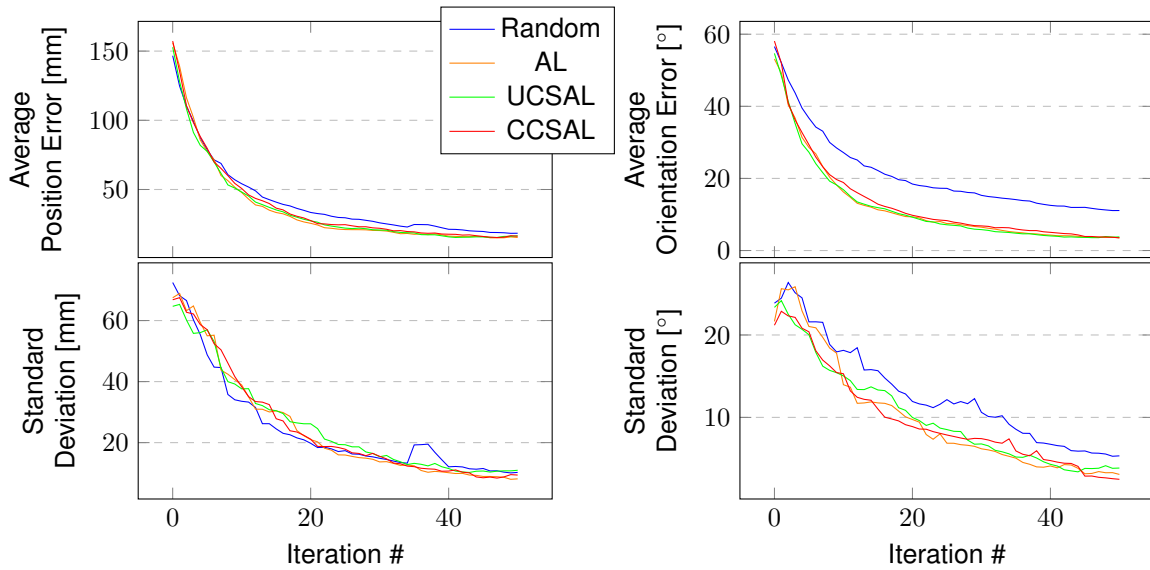 Random
AL
UCSAL
CCSAL
Average
Position Error [mm]
150
100
50
Average
Orientation Error [°]
60
40
20
0
Standard
Deviation [mm]
60
40
20
0
20
40
Iteration #
Standard
Deviation [°]
20
10
0
20
40
Iteration #